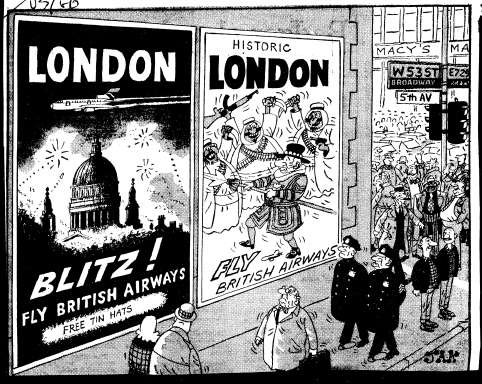 LONDON
BLITZ!
FLY BRITISH AIRWAYS
FREE TIN HATS
HISTORIC
LONDON
FLY
BRITISH AIRWAYS
MACY'S
MA
W 53 ST
BROADWAY
5th AV
JAK